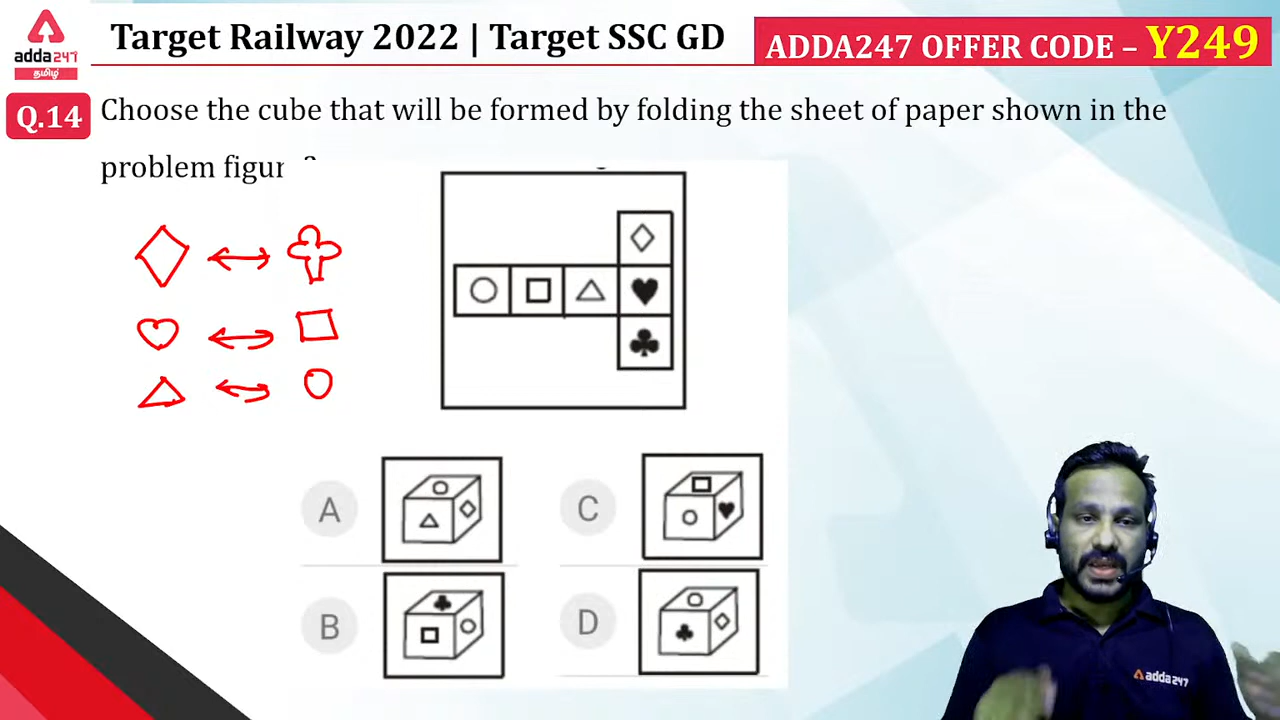 adda247
தமிழ்
Target Railway 2022 | Target SSC GD
ADDA247 OFFER CODE – Y249
Q.14
Choose the cube that will be formed by folding the sheet of paper shown in the
problem figur ?
A
C
B
D
adda247